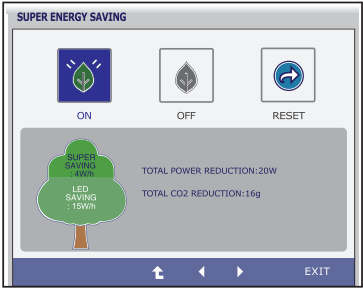 SUPER ENERGY SAVING
ON
OFF
RESET
SUPER
SAVING
: 4W/h
LED
SAVING
: 15W/h
TOTAL POWER REDUCTION:20W
TOTAL CO2 REDUCTION:16g
EXIT